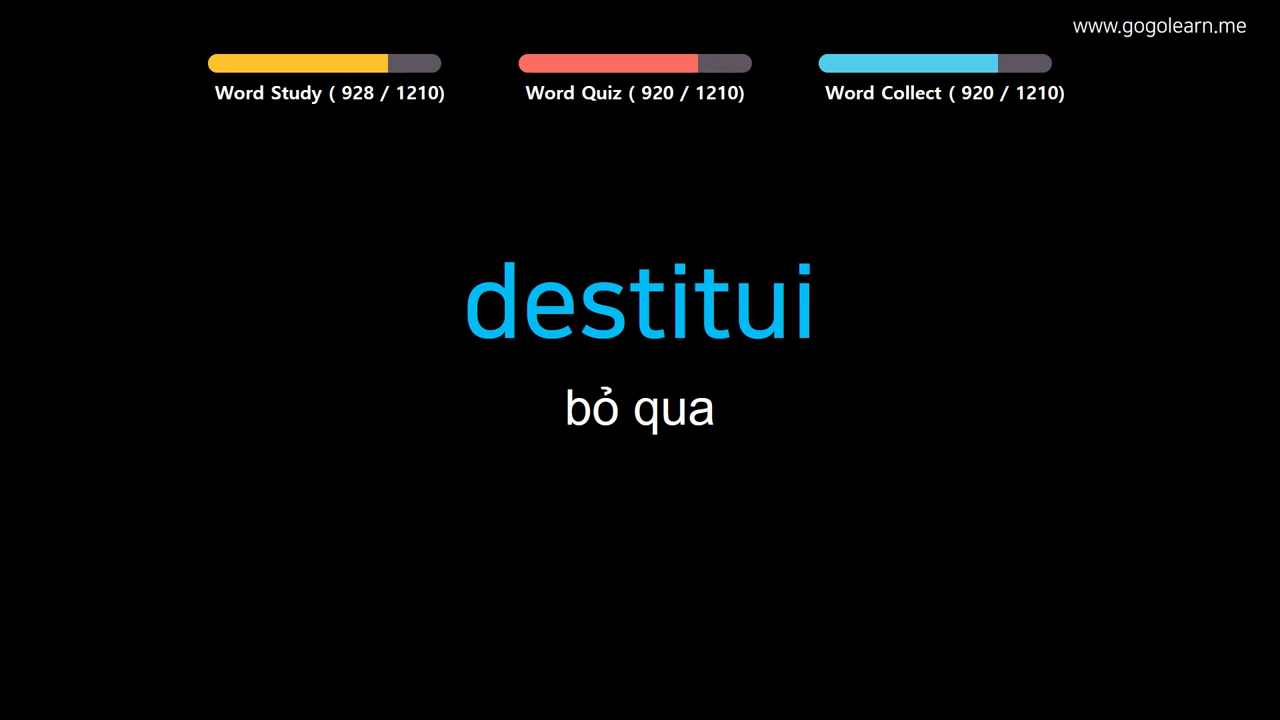 www.gogolearn.me
Word Study ( 928 / 1210)
Word Quiz ( 920 / 1210)
Word Collect ( 920 / 1210)
destitui
bỏ qua